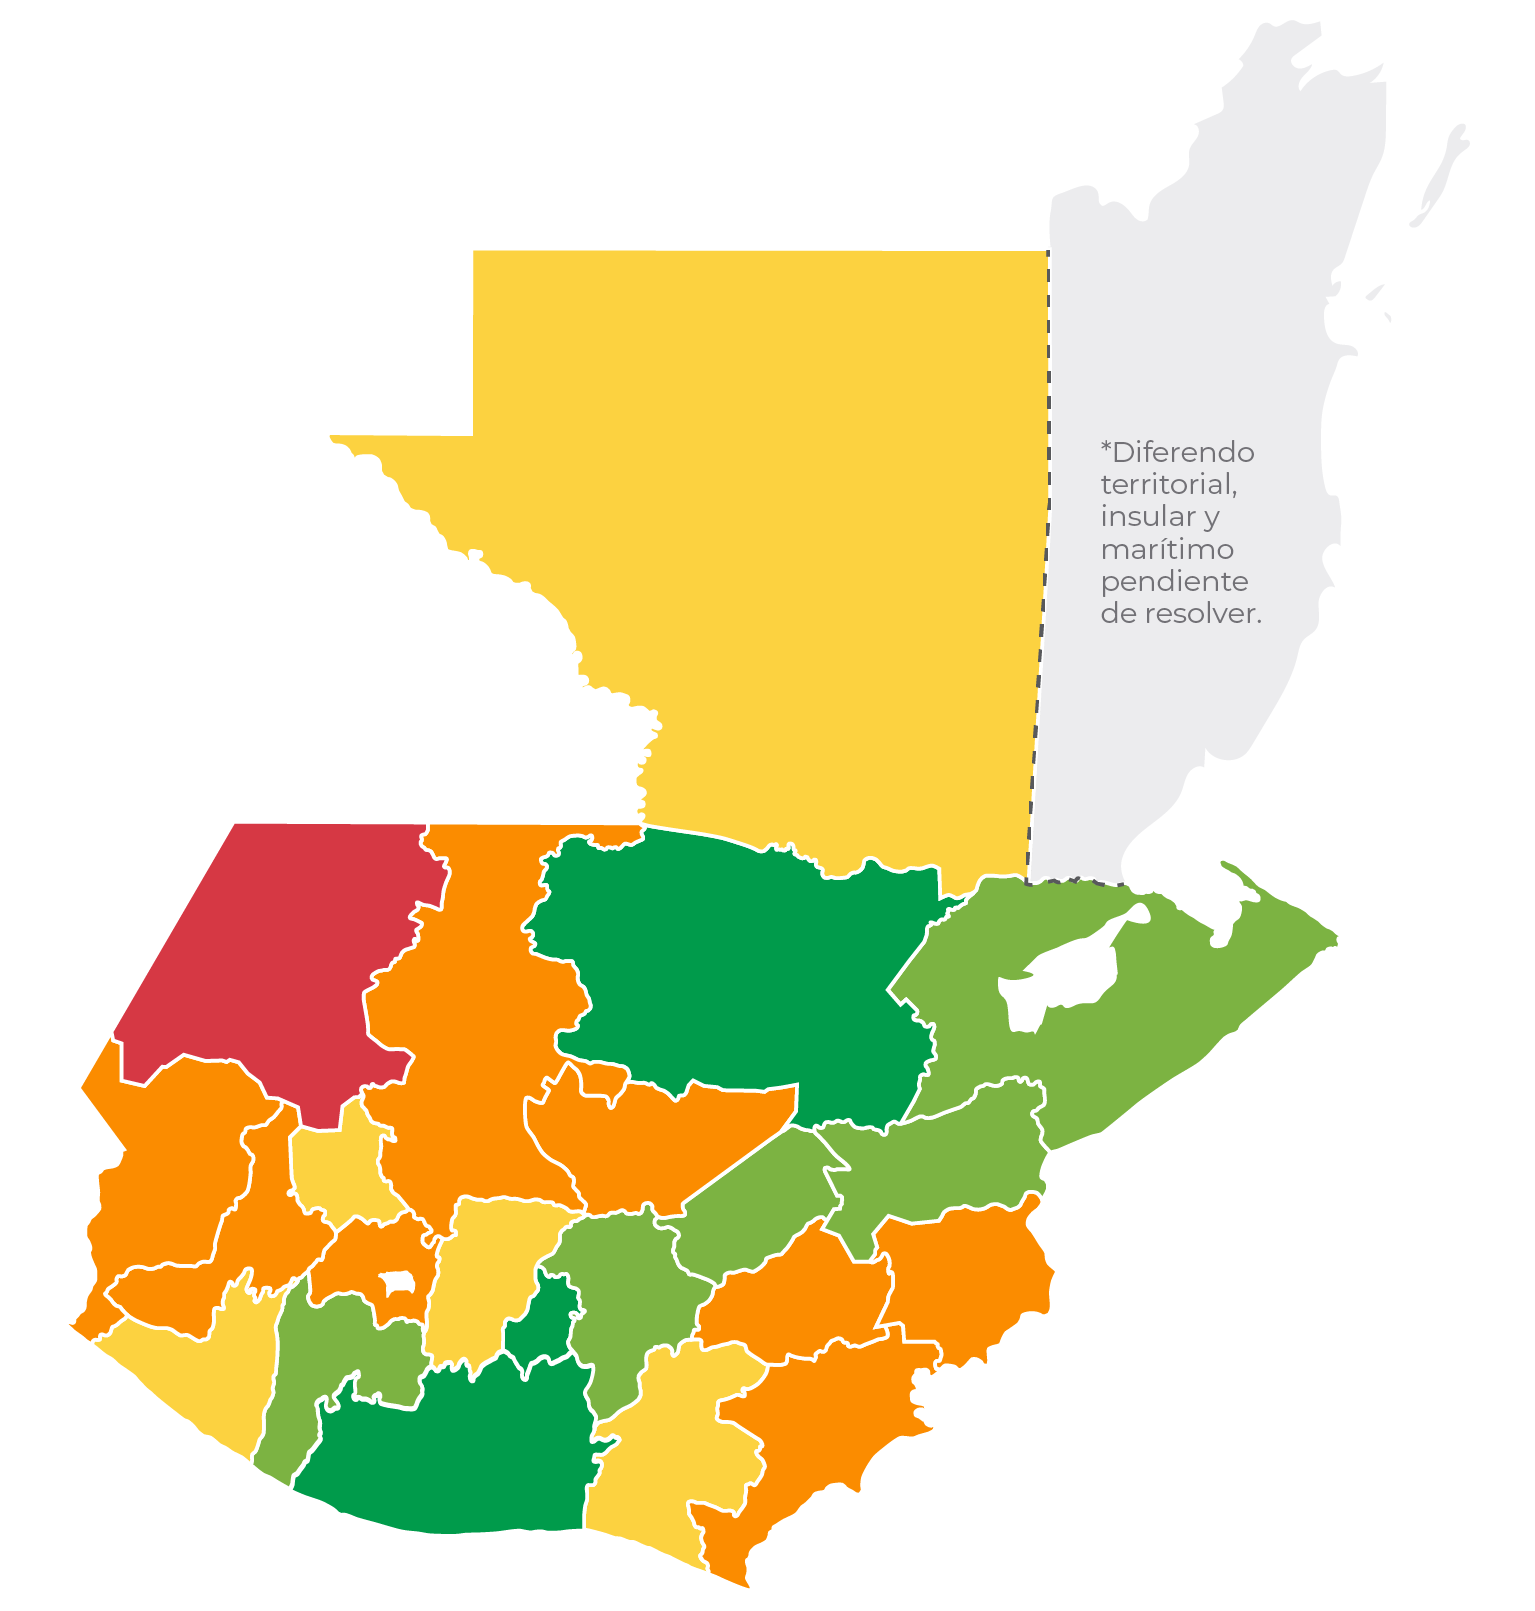 *Diferendo
territorial,
insular y
marítimo
pendiente
de resolver.